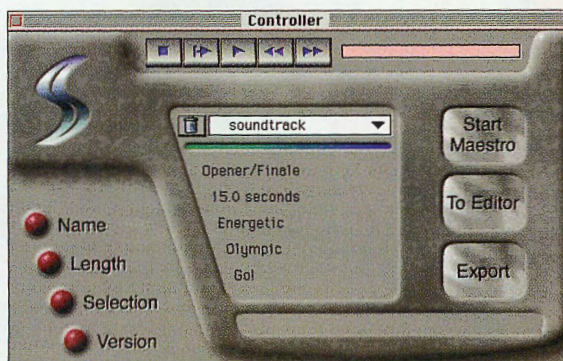 Controller
soundtrack
Opener/Finale
15.0 seconds
Energetic
Olympic
Go!
Name
Length
Selection
Version
Start
Maestro
To Editor
Export